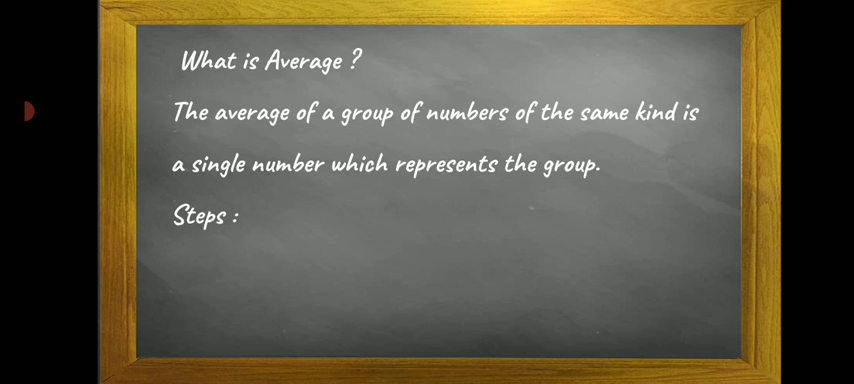 What is Average ?
The average of a group of numbers of the same kind is
a single number which represents the group.
Steps :